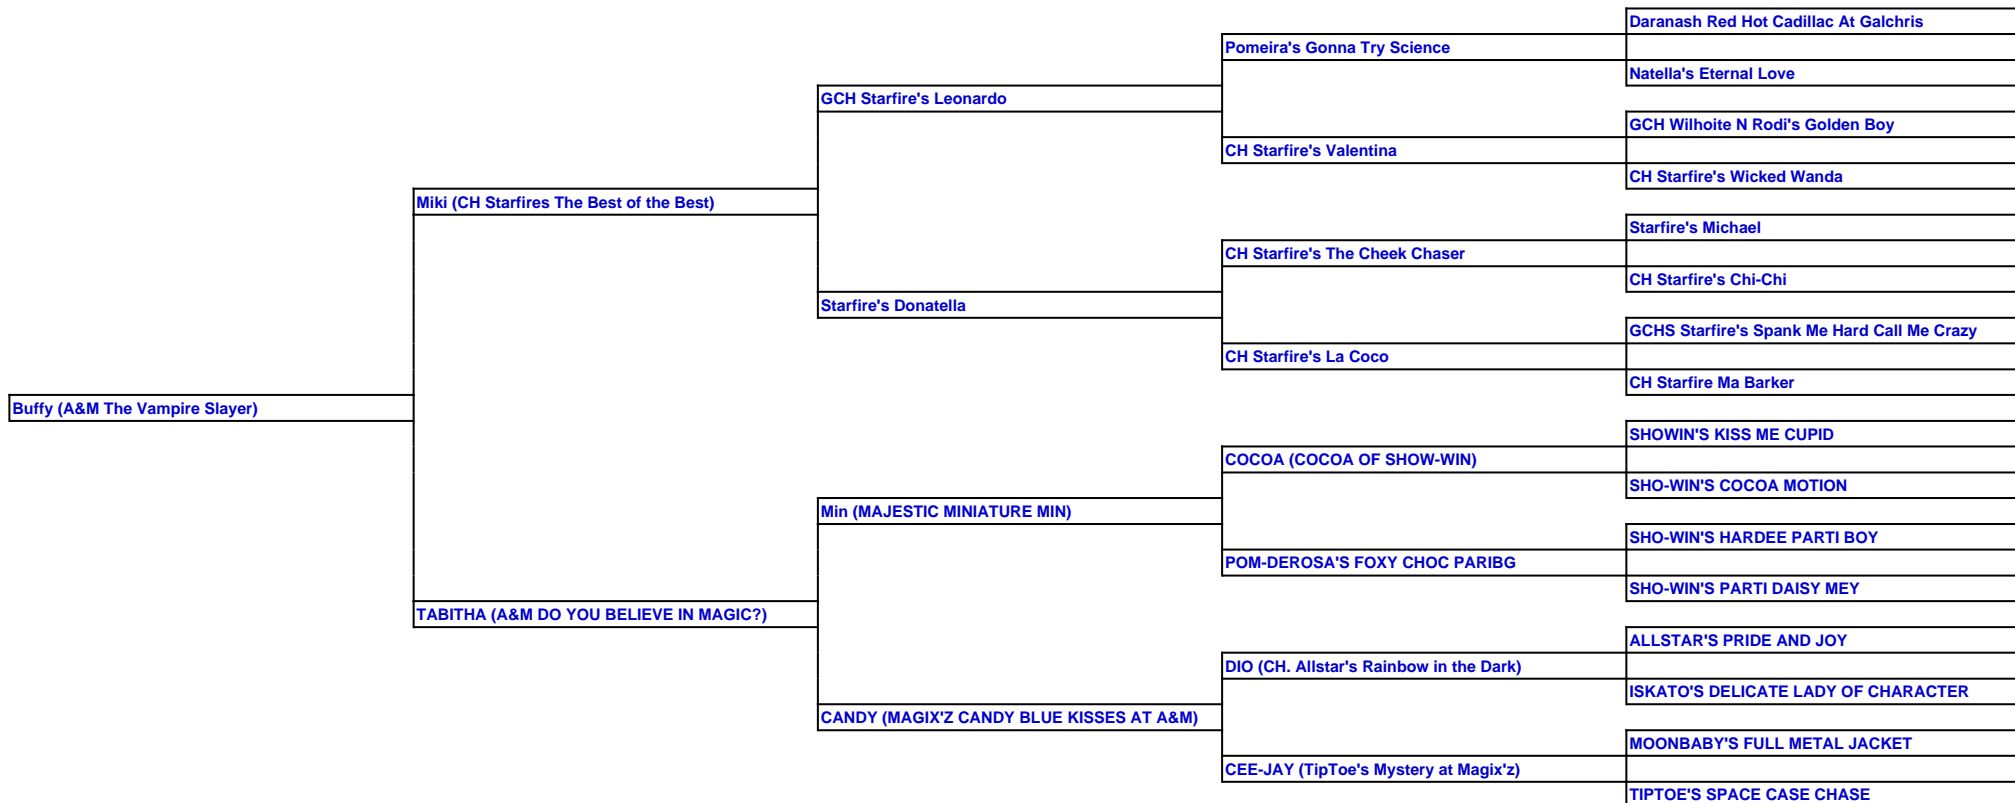 Daranash Red Hot Cadillac At Galchris
Pomeira's Gonna Try Science
Natella's Eternal Love
GCH Starfire's Leonardo
GCH Wilhoite N Rodi's Golden Boy
CH Starfire's Valentina
CH Starfire's Wicked Wanda
Miki (CH Starfires The Best of the Best)
Starfire's Michael
CH Starfire's The Cheek Chaser
CH Starfire's Chi-Chi
Starfire's Donatella
GCHS Starfire's Spank Me Hard Call Me Crazy
CH Starfire's La Coco
CH Starfire Ma Barker
Buffy (A&M The Vampire Slayer)
SHOWIN'S KISS ME CUPID
COCOA (COCOA OF SHOW-WIN)
SHO-WIN'S COCOA MOTION
Min (MAJESTIC MINIATURE MIN)
SHO-WIN'S HARDEE PARTI BOY
POM-DEROSA'S FOXY CHOC PARIBG
SHO-WIN'S PARTI DAISY MEY
TABITHA (A&M DO YOU BELIEVE IN MAGIC?)
ALLSTAR'S PRIDE AND JOY
DIO (CH. Allstar's Rainbow in the Dark)
ISKATO'S DELICATE LADY OF CHARACTER
CANDY (MAGIX'Z CANDY BLUE KISSES AT A&M)
MOONBABY'S FULL METAL JACKET
CEE-JAY (TipToe's Mystery at Magix'z)
TIPTOE'S SPACE CASE CHASE